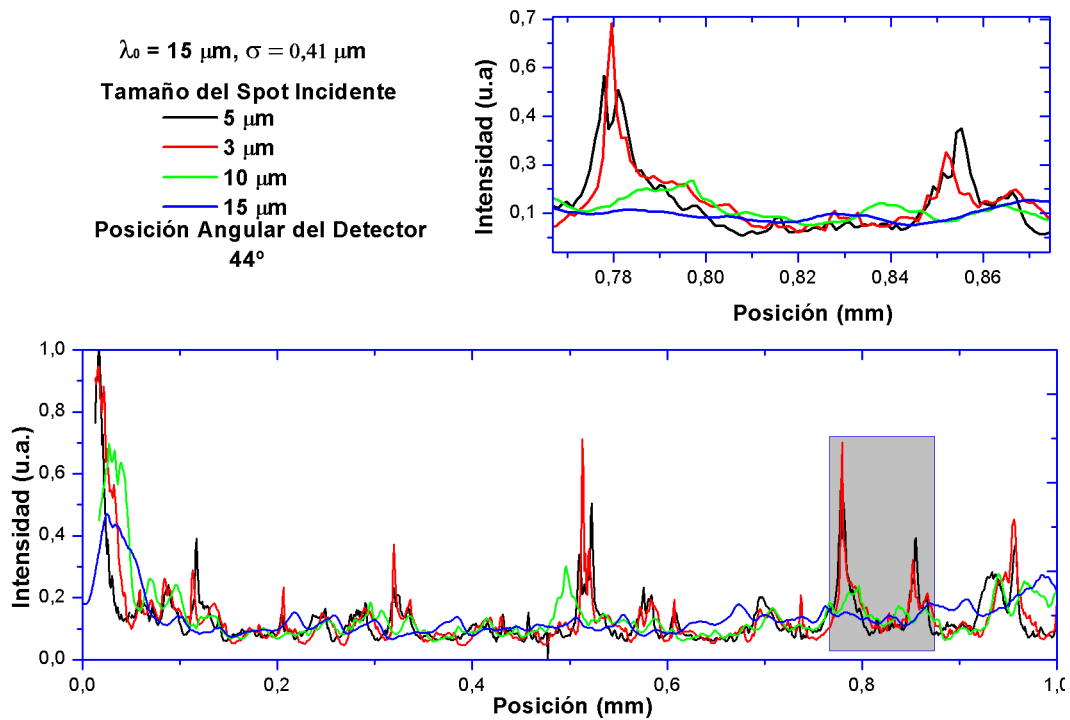 λ₀ = 15 μm, σ = 0,41 μm
Tamaño del Spot Incidente
5 μm
3 μm
10 μm
15 μm
Posición Angular del Detector
44º
Intensidad (u.a)
0,7
0,6
0,4
0,3
0,1
0,78
0,80
0,82
0,84
0,86
Posición (mm)
Intensidad (u.a.)
1,0
0,8
0,6
0,4
0,2
0,0
0,0
0,2
0,4
0,6
0,8
1,0
Posición (mm)